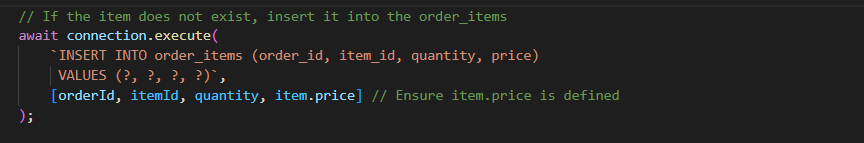 // If the item does not exist, insert it into the order_items
await connection.execute(
`INSERT INTO order_items (order_id, item_id, quantity, price)
VALUES (?, ?, ?, ?)`,
[orderId, itemId, quantity, item.price] // Ensure item.price is defined
);